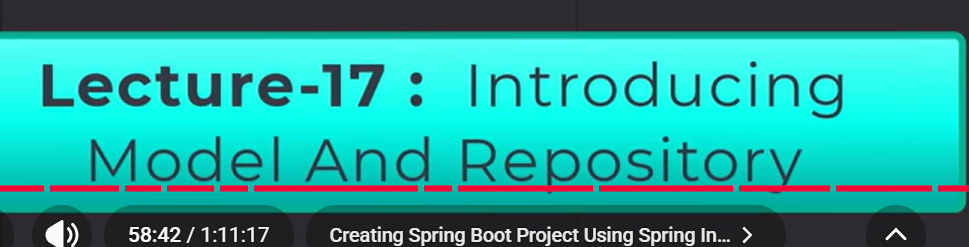 Lecture-17 : Introducing
Model And Repository
58:42 / 1:11:17
Creating Spring Boot Project Using Spring In...